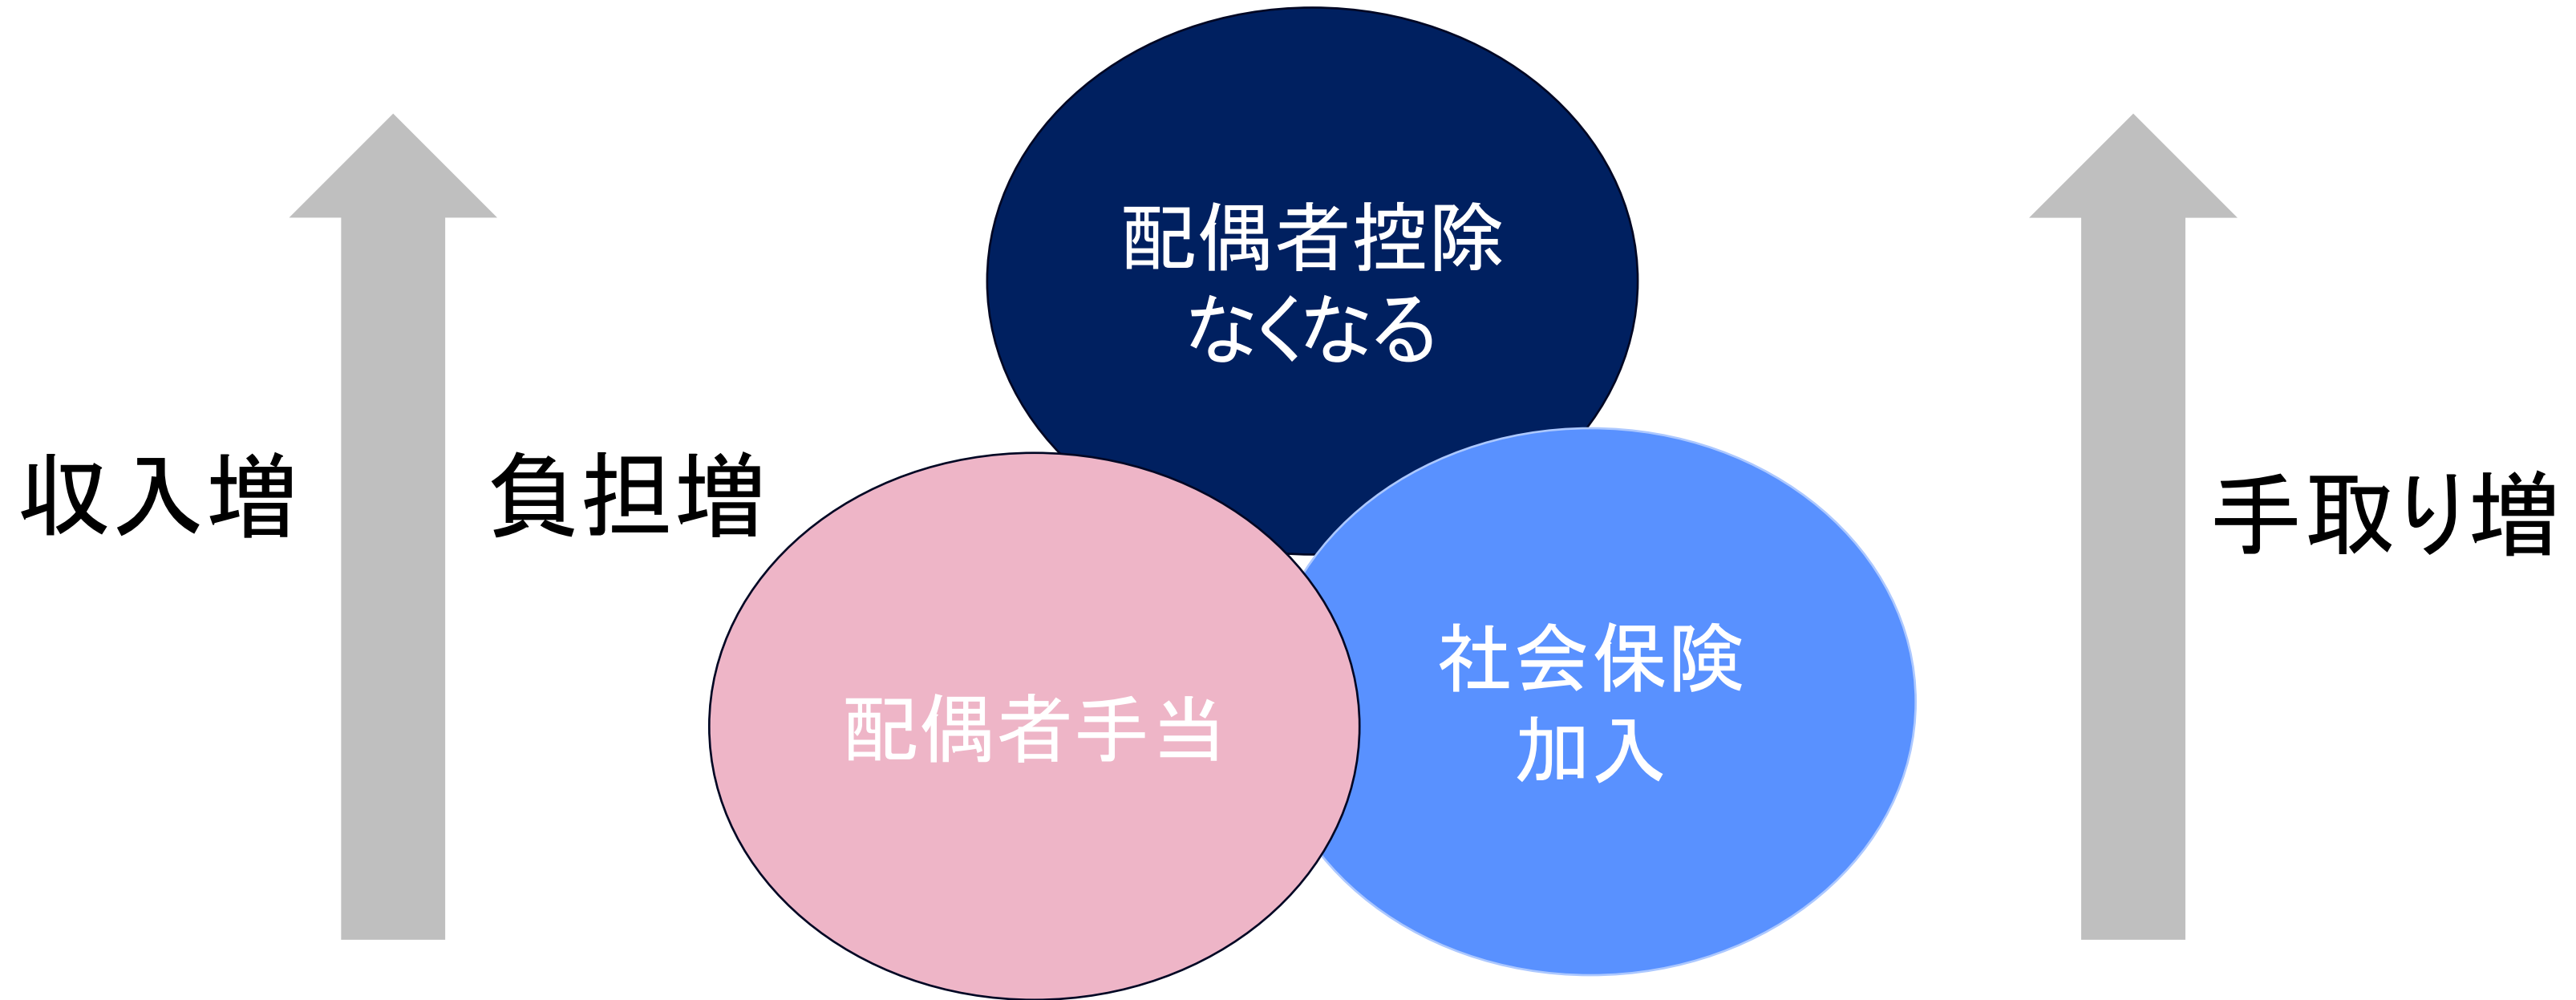 配偶者控除
なくなる
収入増
負担増
手取り増
社会保険
加入
配偶者手当